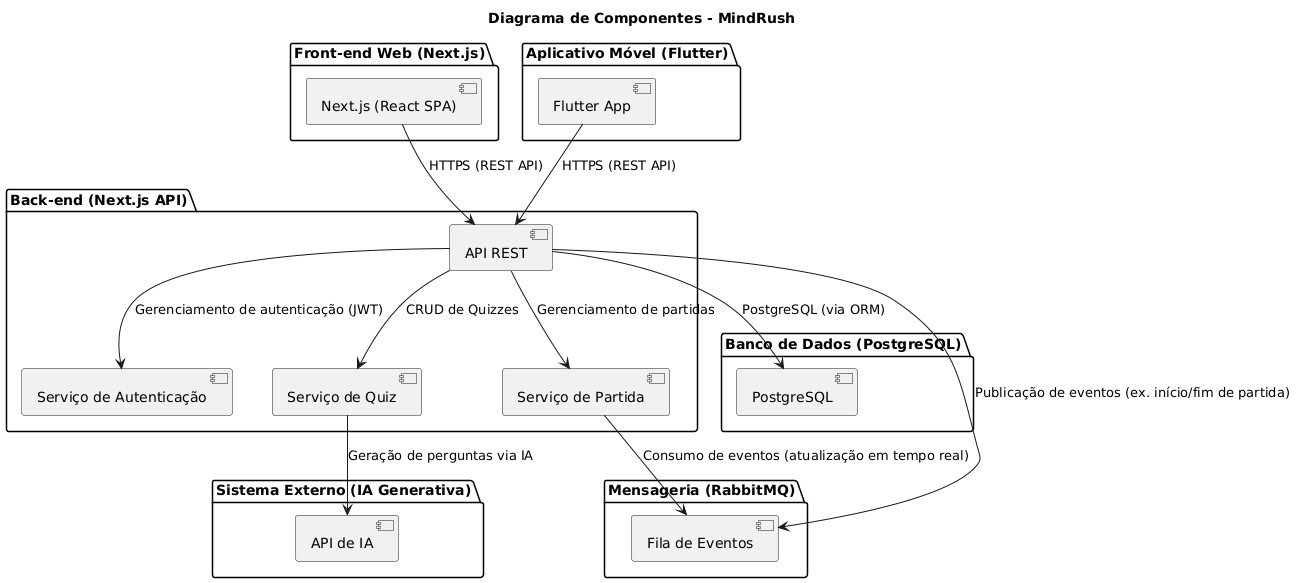 Diagrama de Componentes - MindRush
Front-end Web (Next.js)
Aplicativo Móvel (Flutter)
Next.js (React SPA)
Flutter App
HTTPS (REST API)
HTTPS (REST API)
Back-end (Next.js API)
API REST
Gerenciamento de autenticação (JWT)
CRUD de Quizzes
Gerenciamento de partidas
PostgreSQL (via ORM)
Banco de Dados (PostgreSQL)
Publicação de eventos (ex. início/fim de partida)
Serviço de Autenticação
Serviço de Quiz
Serviço de Partida
PostgreSQL
Geração de perguntas via IA
Consumo de eventos (atualização em tempo real)
Sistema Externo (IA Generativa)
Mensageria (RabbitMQ)
API de IA
Fila de Eventos